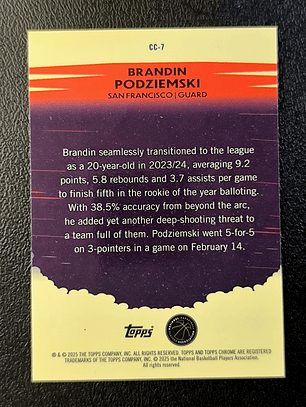 CC-7
BRANDIN
PODZIEMSKI
SAN FRANCISCO | GUARD
Brandin seamlessly transitioned to the league
as a 20-year-old in 2023/24, averaging 9.2
points, 5.8 rebounds and 3.7 assists per game
to finish fifth in the rookie of the year balloting.
With 38.5% accuracy from beyond the arc,
he added yet another deep-shooting threat to
a team full of them. Podziemski went 5-for-5
on 3-pointers in a game on February 14.
Topps
® & © 2025 THE TOPPS COMPANY, INC. ALL RIGHTS RESERVED. TOPPS AND TOPPS CHROME ARE REGISTERED
TRADEMARKS OF THE TOPPS COMPANY, INC. © 2025 the National Basketball Players Association.
All rights reserved.